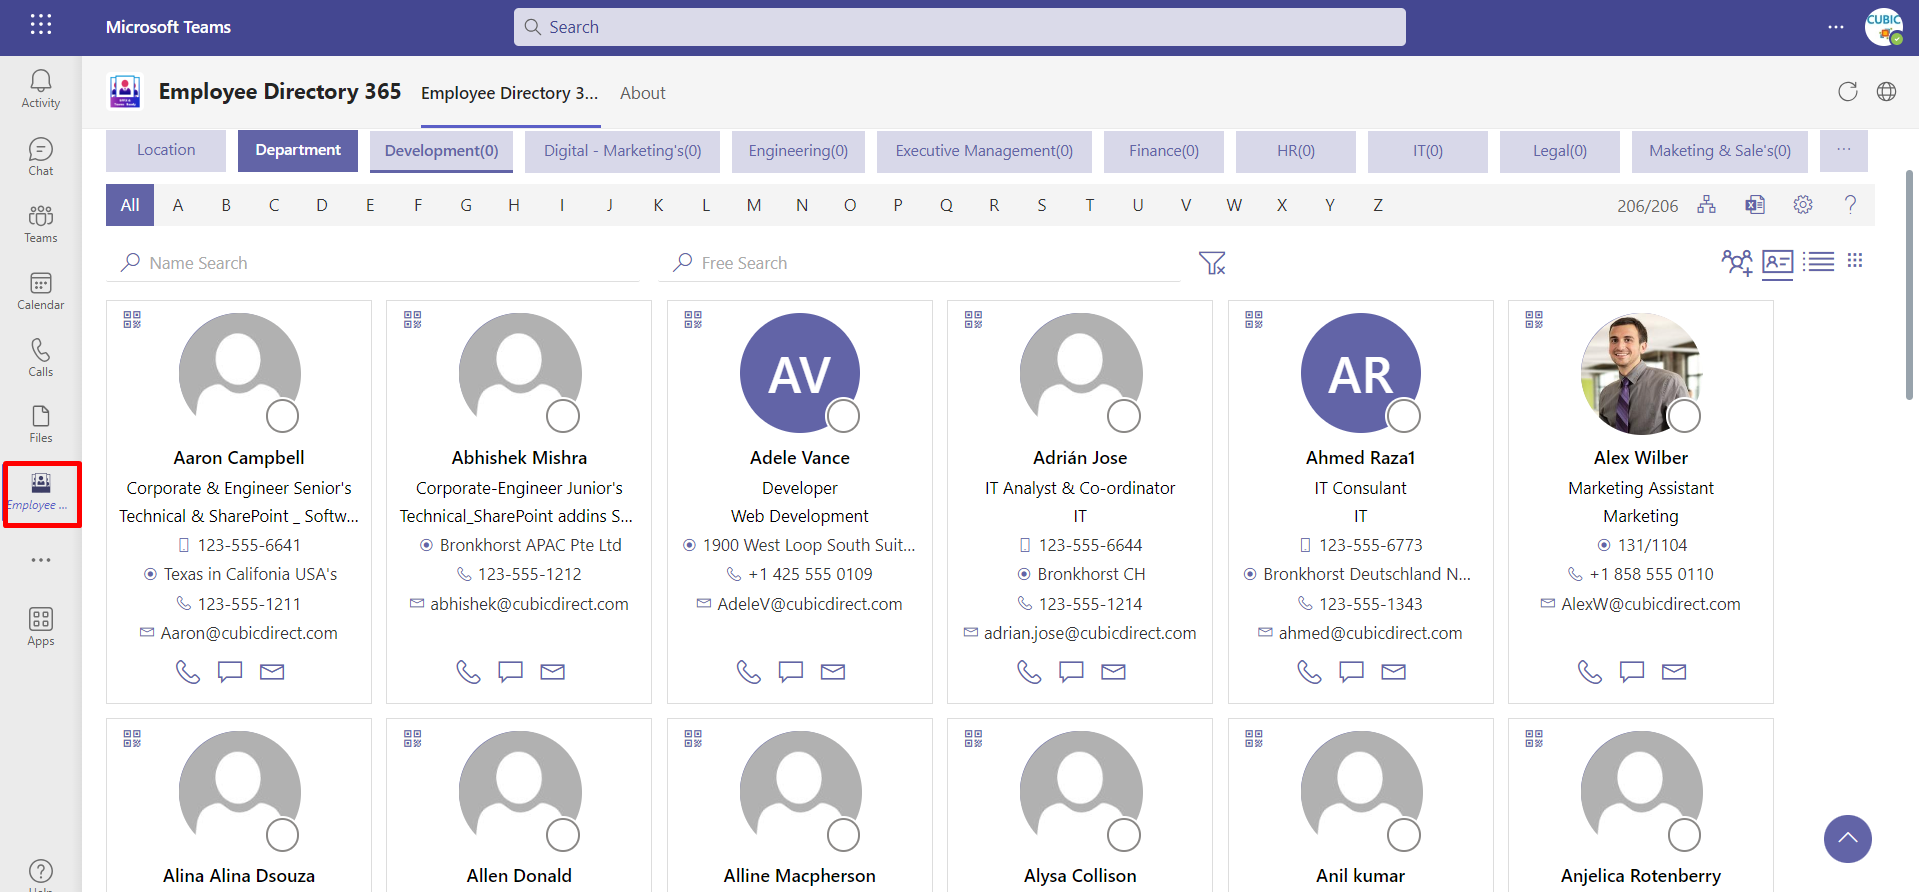 Microsoft Teams
Search
CUBIC
Activity
Chat
Teams
Calendar
Calls
Files
Employee ...
Apps
Employee Directory 365
Employee Directory 3...
About
Location
Department
Development(0)
Digital - Marketing's(0)
Engineering(0)
Executive Management(0)
Finance(0)
HR(0)
IT(0)
Legal(0)
Maketing & Sale's(0)
...
All A B C D E F G H I J K L M N O P Q R S T U V W X Y Z
206/206
Name Search
Free Search
Aaron Campbell
Corporate & Engineer Senior's
Technical & SharePoint _ Softw...
123-555-6641
Texas in Califonia USA's
123-555-1211
Aaron@cubicdirect.com
Abhishek Mishra
Corporate-Engineer Junior's
Technical_SharePoint addins S...
Bronkhorst APAC Pte Ltd
123-555-1212
abhishek@cubicdirect.com
AV
Adele Vance
Developer
Web Development
1900 West Loop South Suit...
+1 425 555 0109
AdeleV@cubicdirect.com
Adrián Jose
IT Analyst & Co-ordinator
IT
123-555-6644
Bronkhorst CH
123-555-1214
adrian.jose@cubicdirect.com
AR
Ahmed Raza1
IT Consulant
IT
123-555-6773
Bronkhorst Deutschland N...
123-555-1343
ahmed@cubicdirect.com
Alex Wilber
Marketing Assistant
Marketing
131/1104
+1 858 555 0110
AlexW@cubicdirect.com
Alina Alina Dsouza
Allen Donald
Alline Macpherson
Alysa Collison
Anil kumar
Anjelica Rotenberry